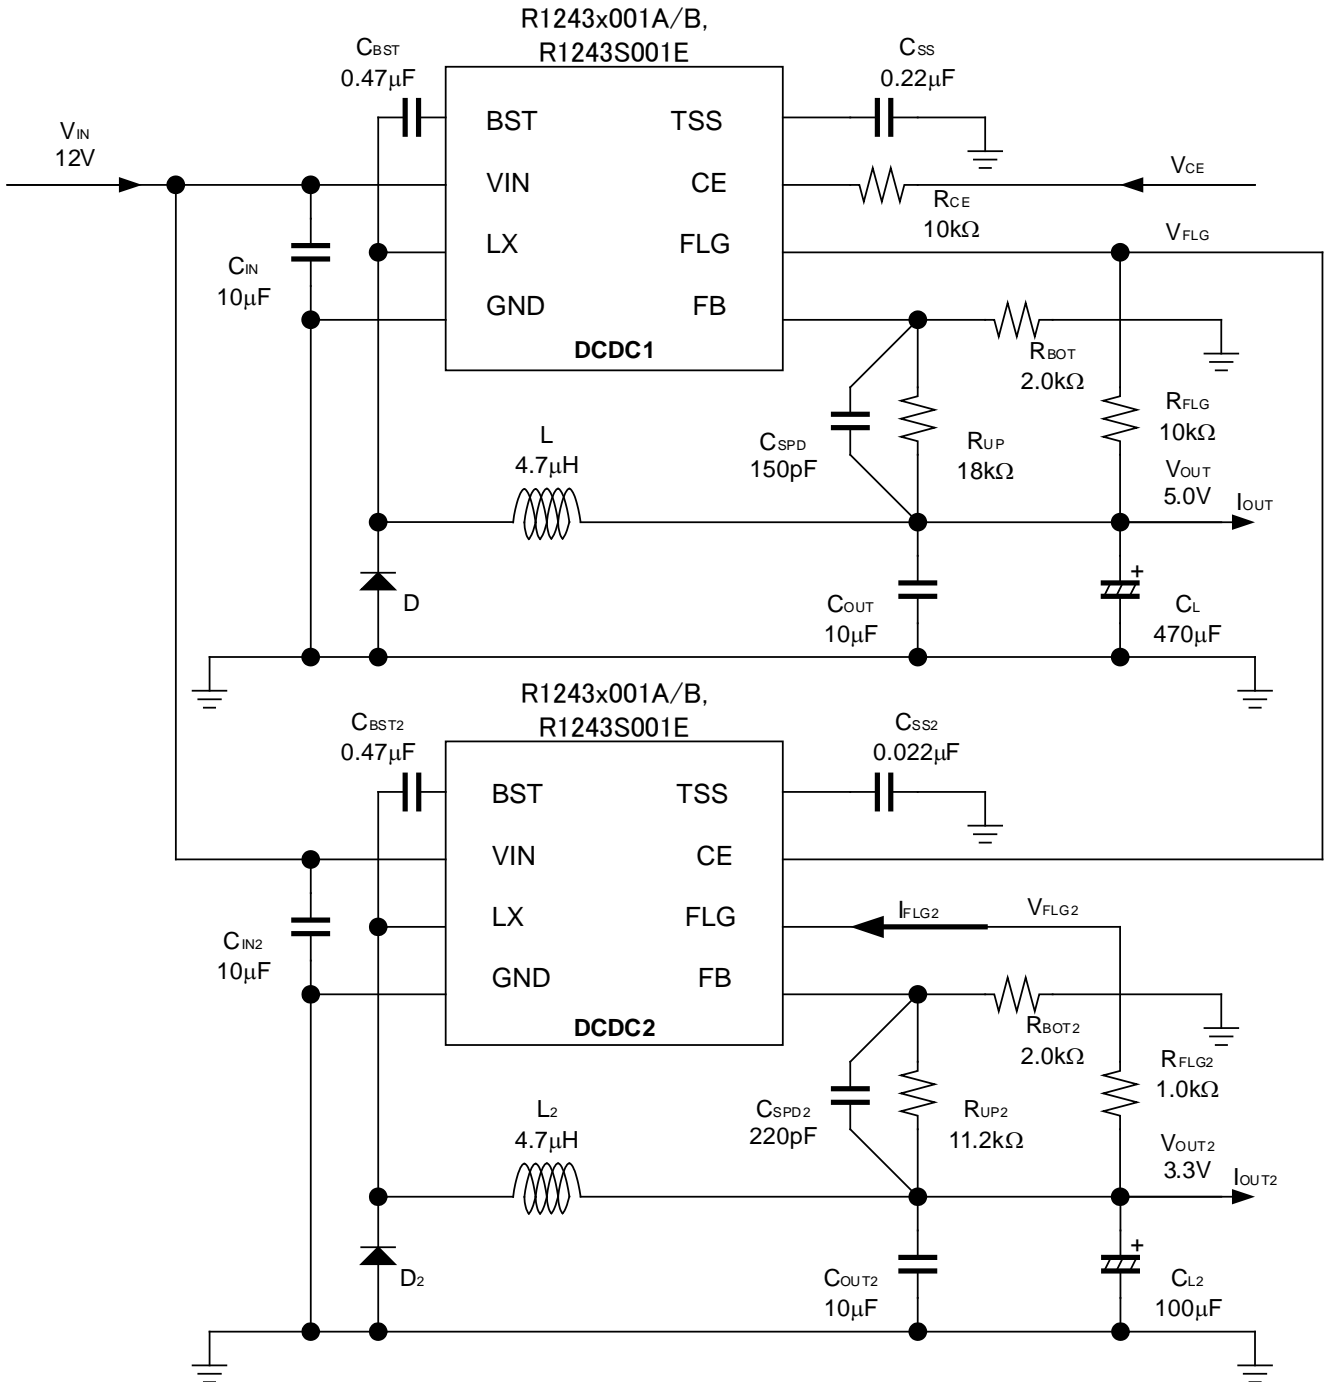 R1243x001A/B,
R1243S001E
CBST
0.47μF
CSS
0.22μF
VIN
12V
BST
TSS
VIN
CE
LX
FLG
GND
FB
DCDC1
VCE
RCE
10kΩ
VFLG
CIN
10μF
RBOT
2.0kΩ
RFLG
10kΩ
CSPD
150pF
RUP
18kΩ
L
4.7μH
VOUT
5.0V
IOUT
D
COUT
10μF
+
CL
470μF
R1243x001A/B,
R1243S001E
CBST2
0.47μF
CSS2
0.022μF
BST
TSS
VIN
CE
LX
FLG
GND
FB
DCDC2
IFLG2
VFLG2
CIN2
10μF
RBOT2
2.0kΩ
RFLG2
1.0kΩ
CSPD2
220pF
RUP2
11.2kΩ
L2
4.7μH
VOUT2
3.3V
IOUT2
D2
COUT2
10μF
+
CL2
100μF